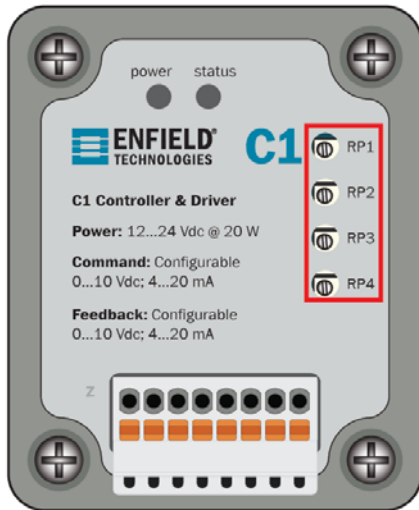 power status
ENFIELD®
TECHNOLOGIES
C1
RP1
RP2
RP3
RP4
C1 Controller & Driver
Power: 12...24 Vdc @ 20 W
Command: Configurable
0...10 Vdc; 4...20 mA
Feedback: Configurable
0...10 Vdc; 4...20 mA
Z